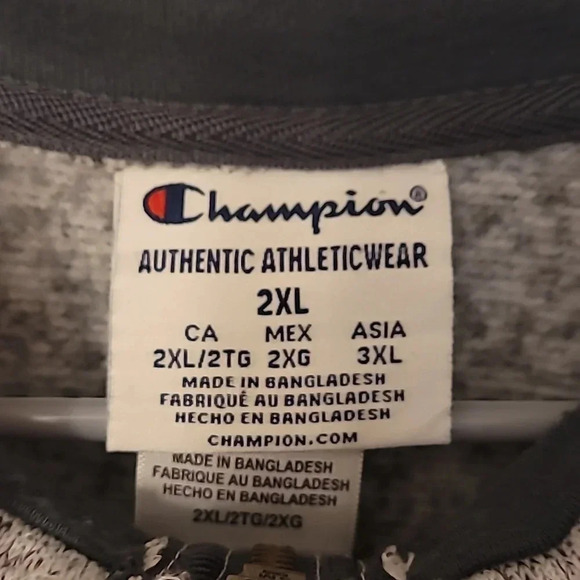 Champion®
AUTHENTIC ATHLETICWEAR
2XL
CA MEX ASIA
2XL/2TG 2XG 3XL
MADE IN BANGLADESH
FABRIQUÉ AU BANGLADESH
HECHO EN BANGLADESH
CHAMPION.COM
MADE IN BANGLADESH
FABRIQUE AU BANGLADESH
HECHO EN BANGLADESH
2XL/2TG/2XG